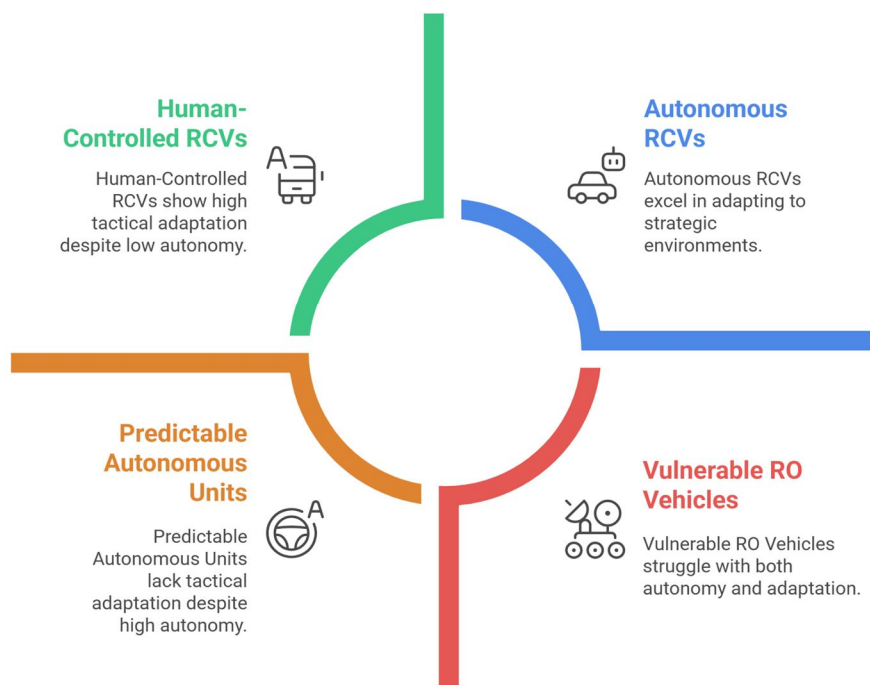 Human-
Controlled RCVs
Human-Controlled
RCVs show high
tactical adaptation
despite low autonomy.
A
Autonomous
RCVs
Autonomous RCVs
excel in adapting to
strategic
environments.
Predictable
Autonomous
Units
Predictable
Autonomous Units
lack tactical
adaptation despite
high autonomy.
A
Vulnerable RO
Vehicles
Vulnerable RO Vehicles
struggle with both
autonomy and adaptation.